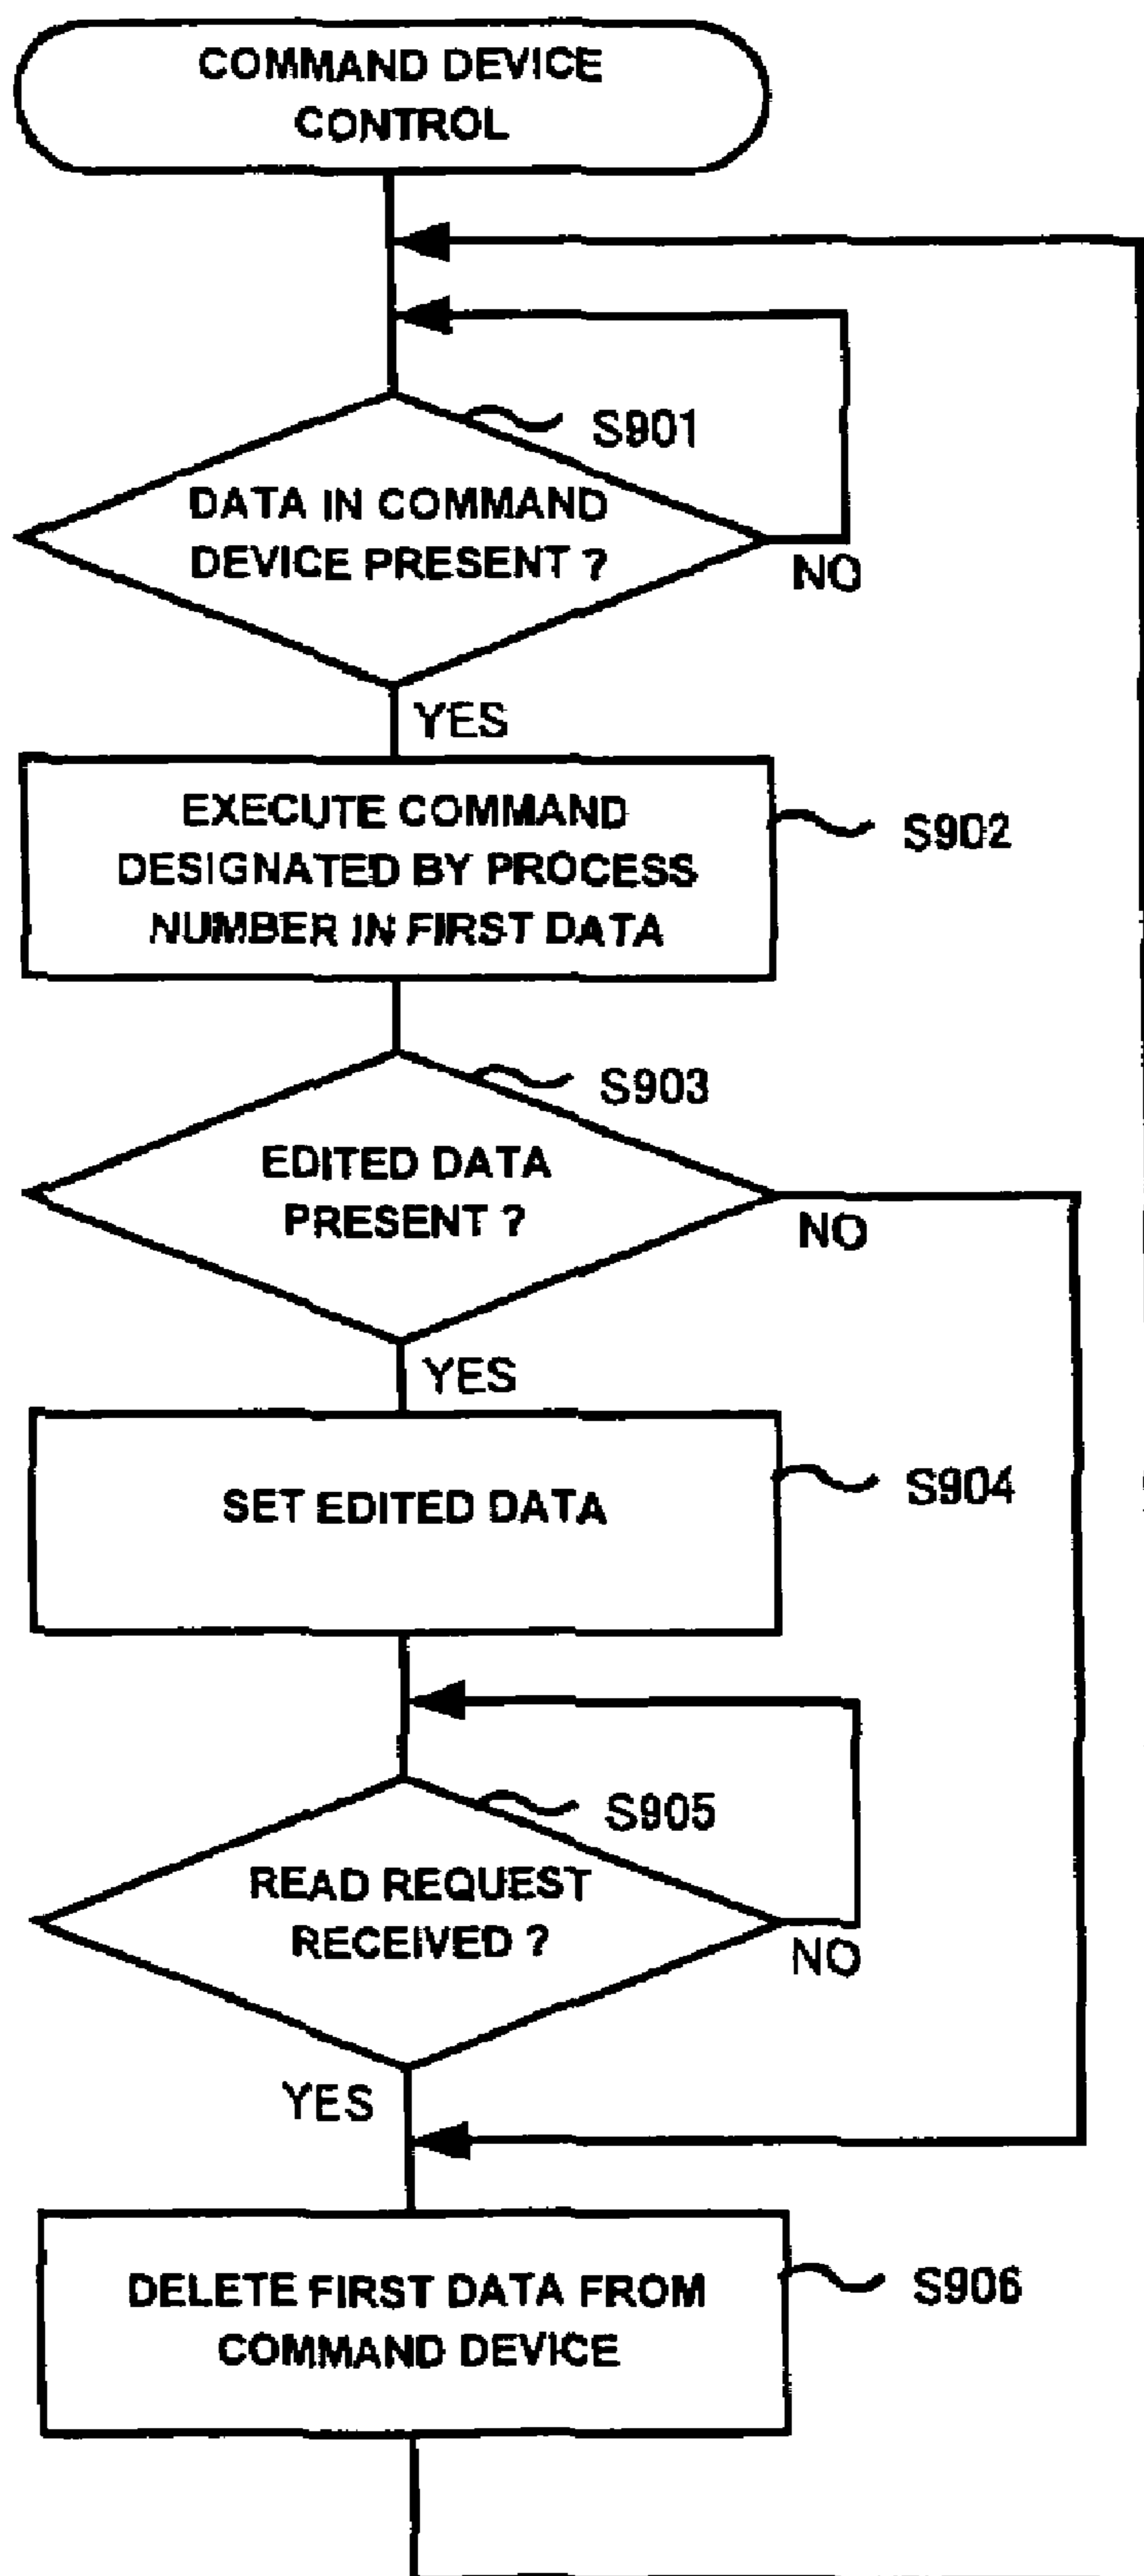 COMMAND DEVICE
CONTROL
S901
DATA IN COMMAND
DEVICE PRESENT ?
NO
YES
EXECUTE COMMAND
DESIGNATED BY PROCESS
NUMBER IN FIRST DATA
S902
S903
EDITED DATA
PRESENT ?
NO
YES
SET EDITED DATA
S904
S905
READ REQUEST
RECEIVED ?
NO
YES
DELETE FIRST DATA FROM
COMMAND DEVICE
S906